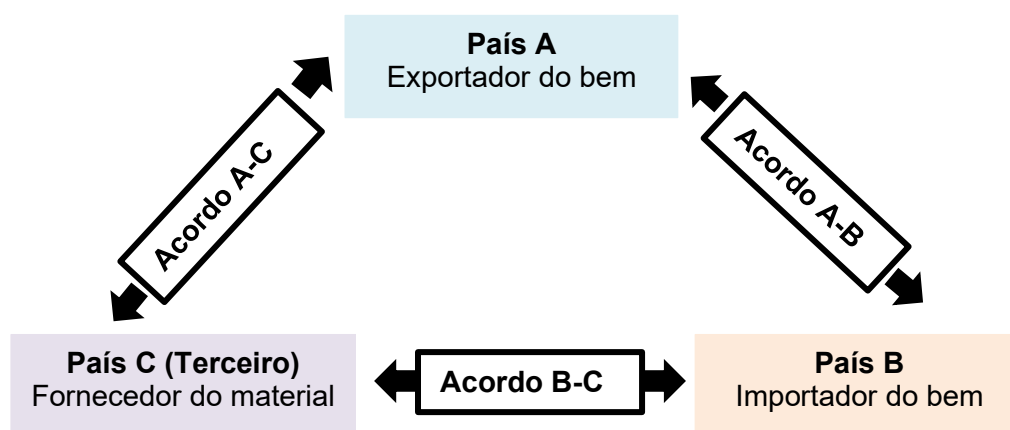 País A
Exportador do bem
Acordo A-C
Acordo A-B
País C (Terceiro)
Fornecedor do material
Acordo B-C
País B
Importador do bem